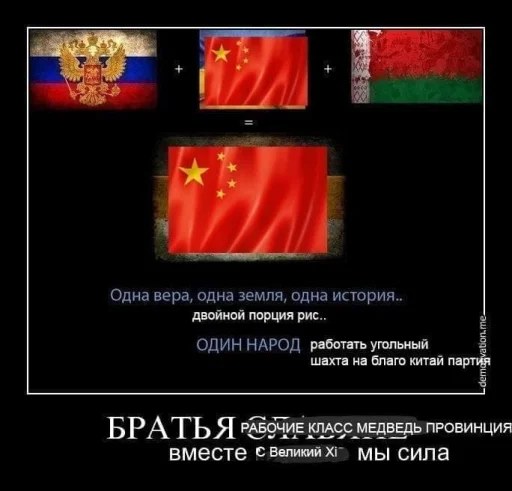 + +
=
Одна вера, одна земля, одна история..
двойной порция рис..
ОДИН НАРОД работать угольный
шахта на благо китай партия
demotivation.me
БРАТЬЯ РАБОЧИЕ КЛАСС МЕДВЕДЬ ПРОВИНЦИЯ
вместе с Великий Xi мы сила